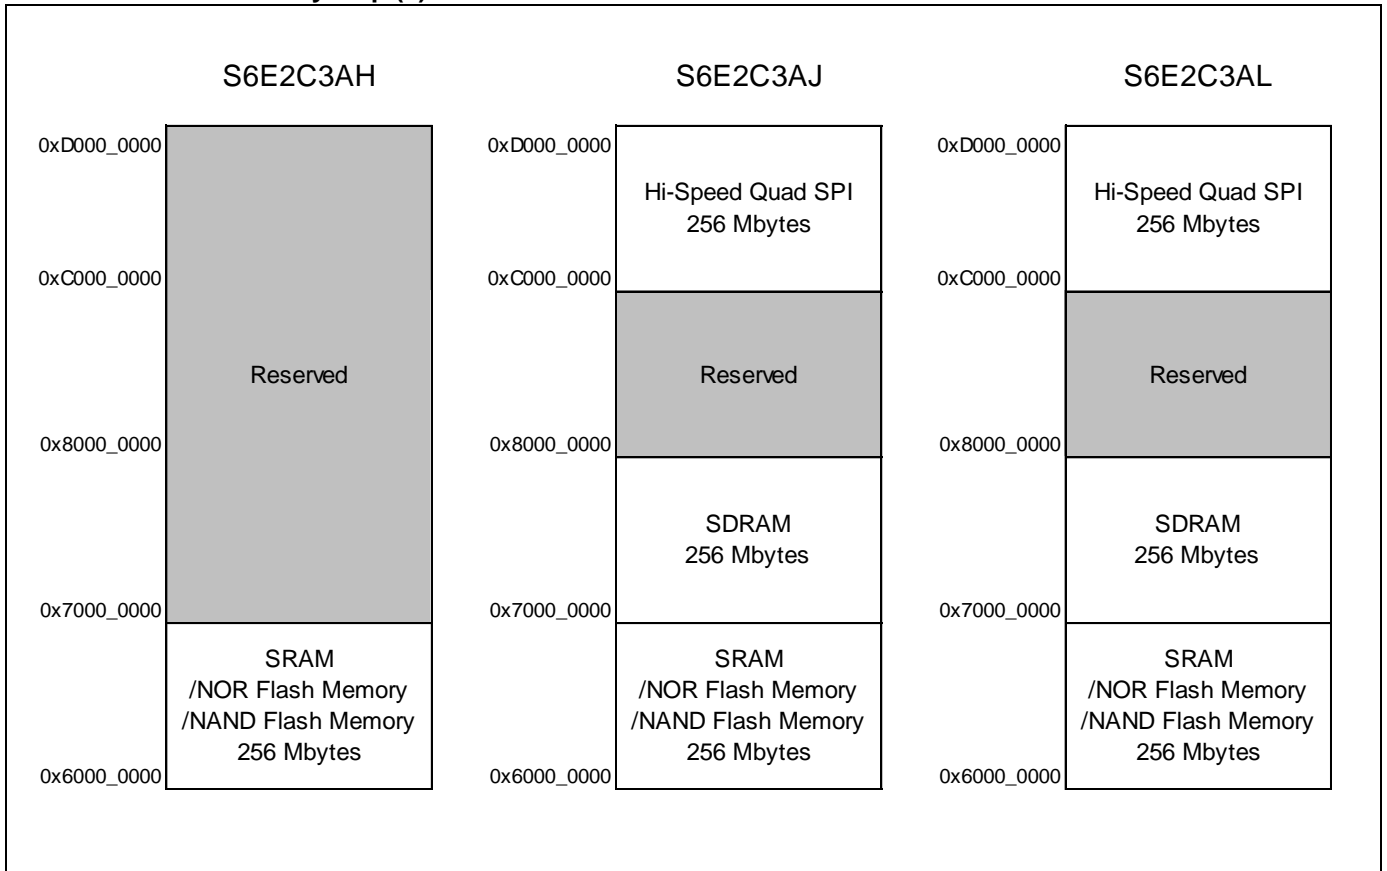 S6E2C3AH
0xD000_0000
0xC000_0000
Reserved
0x8000_0000
0x7000_0000
SRAM
/NOR Flash Memory
/NAND Flash Memory
256 Mbytes
0x6000_0000
S6E2C3AJ
0xD000_0000
Hi-Speed Quad SPI
256 Mbytes
0xC000_0000
Reserved
0x8000_0000
SDRAM
256 Mbytes
0x7000_0000
SRAM
/NOR Flash Memory
/NAND Flash Memory
256 Mbytes
0x6000_0000
S6E2C3AL
0xD000_0000
Hi-Speed Quad SPI
256 Mbytes
0xC000_0000
Reserved
0x8000_0000
SDRAM
256 Mbytes
0x7000_0000
SRAM
/NOR Flash Memory
/NAND Flash Memory
256 Mbytes
0x6000_0000